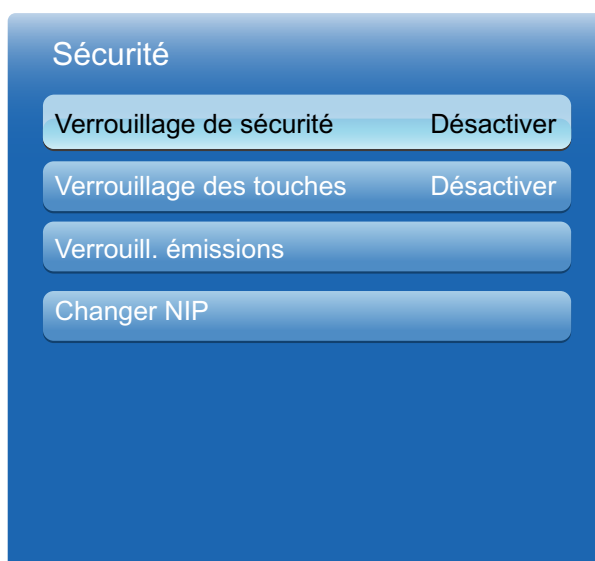 Sécurité
Verrouillage de sécurité Désactiver
Verrouillage des touches Désactiver
Verrouill. émissions
Changer NIP